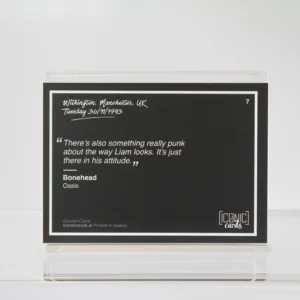 Withington, Manchester, UK
Tuesday 30/11/1993
7
“There's also something really punk
about the way Liam looks. It's just
there in his attitude.”
Bonehead
Oasis
[ICONIC]
cards